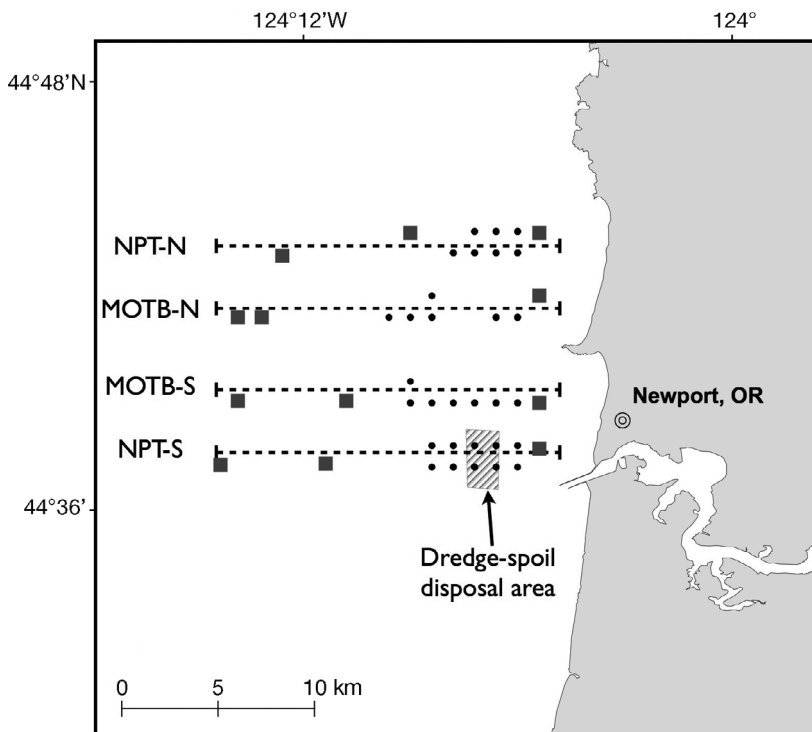 124°12'W
124°
44°48'N
NPT-N
MOTB-N
MOTB-S
Newport, OR
NPT-S
44°36'
Dredge-spoil
disposal area
0 5 10 km